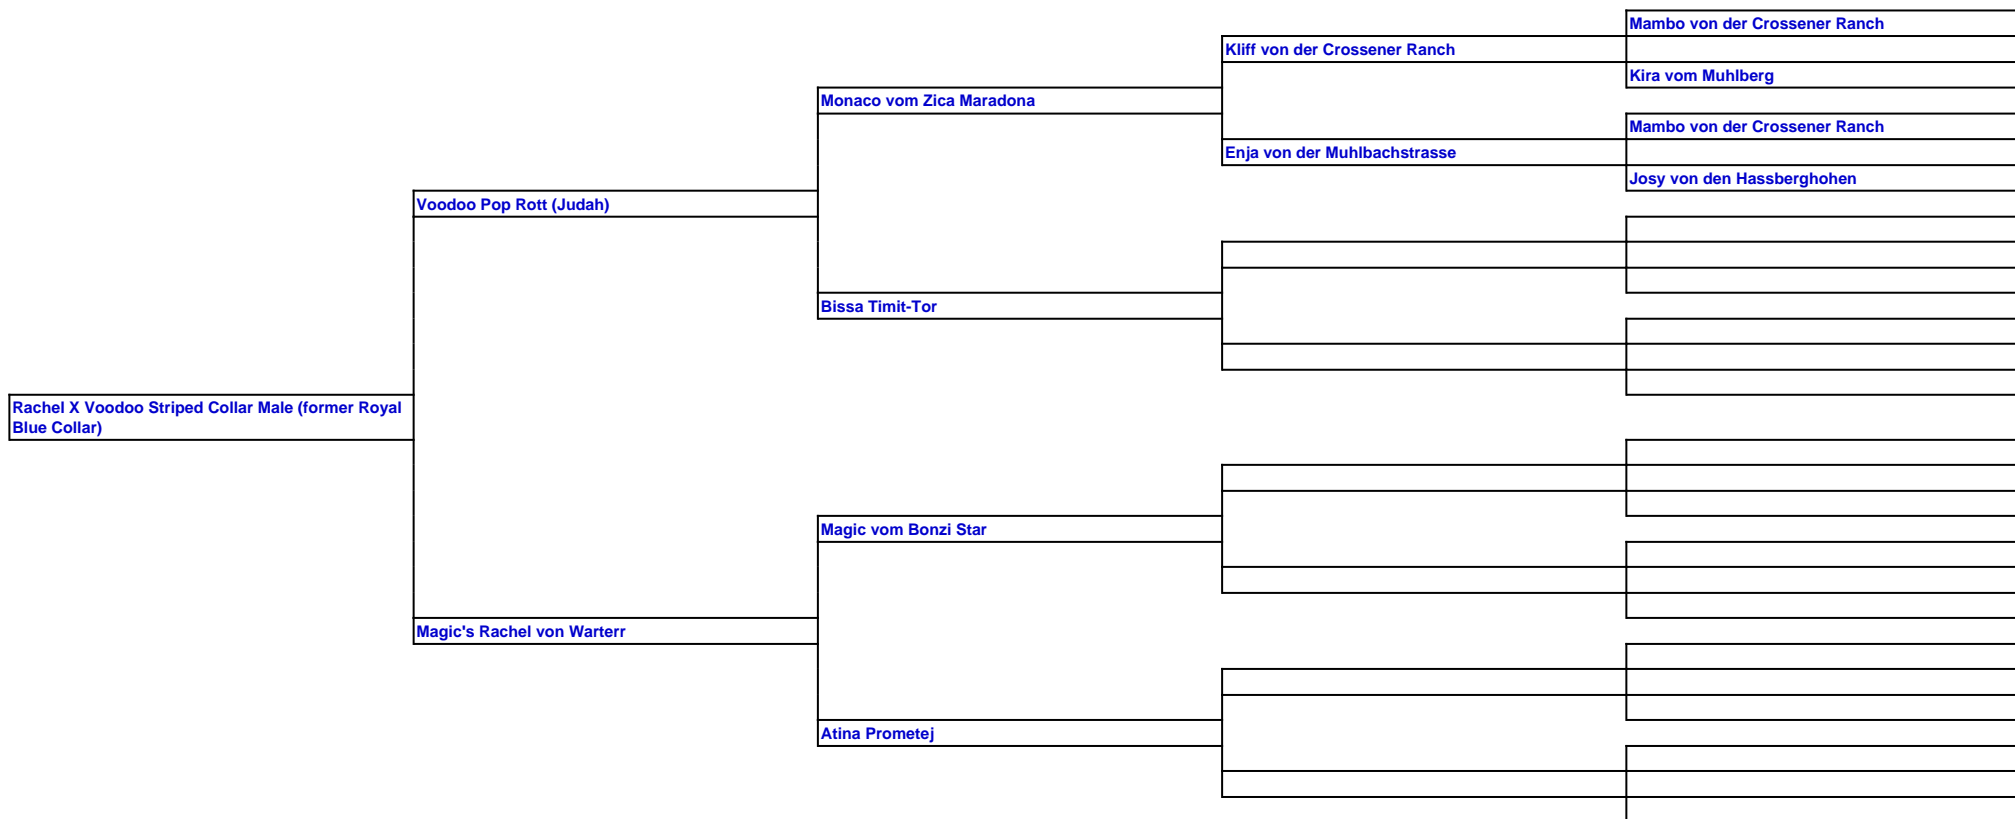 Mambo von der Crossener Ranch
Kliff von der Crossener Ranch
Kira vom Muhlberg
Monaco vom Zica Maradona
Mambo von der Crossener Ranch
Enja von der Muhlbachstrasse
Josy von den Hassberghohen
Voodoo Pop Rott (Judah)
Bissa Timit-Tor
Rachel X Voodoo Striped Collar Male (former Royal
Blue Collar)
Magic vom Bonzi Star
Magic's Rachel von Warterr
Atina Prometej